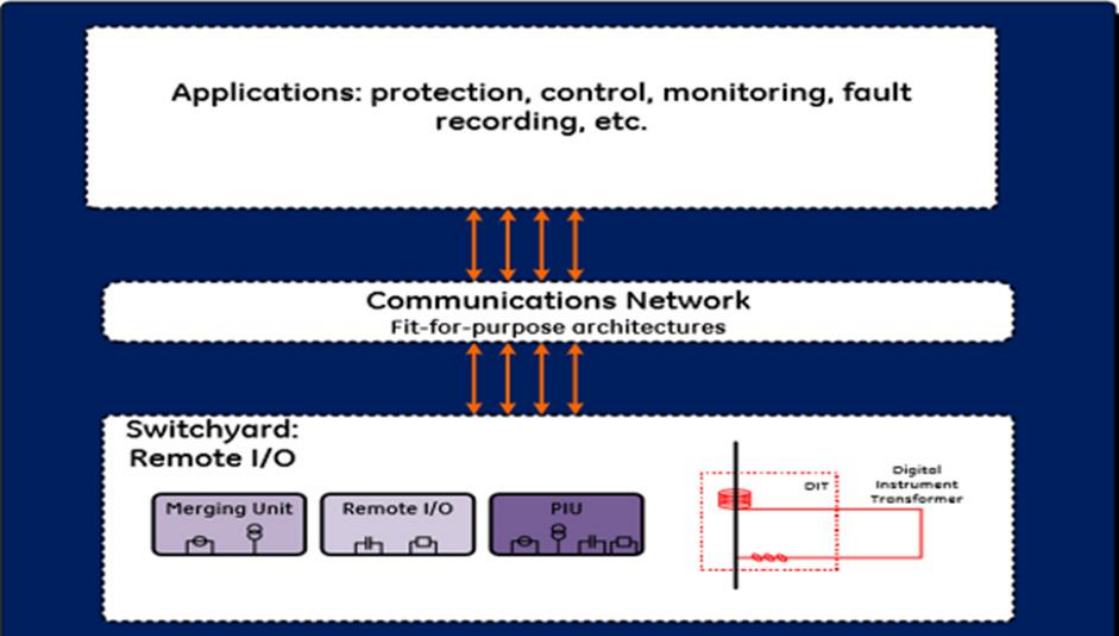 Applications: protection, control, monitoring, fault
recording, etc.
Communications Network
Fit-for-purpose architectures
Switchyard:
Remote I/O
Merging Unit
Remote I/O
PIU
DIT
Digital
Instrument
Transformer